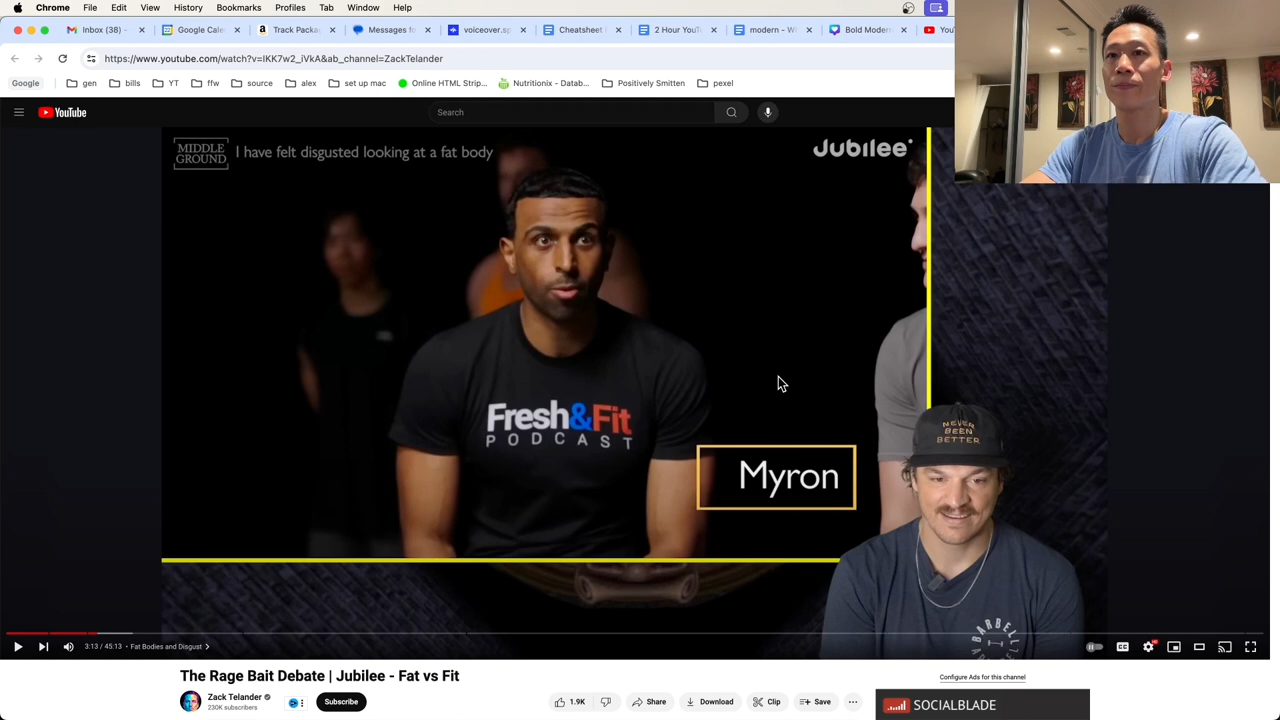 Chrome File Edit View History Bookmarks Profiles Tab Window Help
Inbox (38) - Google Cale Track Packa Messages fo voiceover.sp Cheatsheet 2 Hour YouT modern - W Bold Modern
https://www.youtube.com/watch?v=IKK7w2_iVkA&ab_channel=ZackTelander
Google gen bills YT ffw source alex set up mac Online HTML Strip... Nutritionix - Datab... Positively Smitten pexel
YouTube Search
MIDDLE
GROUND
I have felt disgusted looking at a fat body
Jubilee
Fresh&Fit
PODCAST
Myron
NEVER
BEEN
BETTER
BARBELL
3:13 / 45:13 • Fat Bodies and Disgust >
CC
The Rage Bait Debate | Jubilee - Fat vs Fit
Configure Ads for this channel
Zack Telander
230K subscribers
Subscribe
1.9K Share Download Clip Save ...
SOCIALBLADE